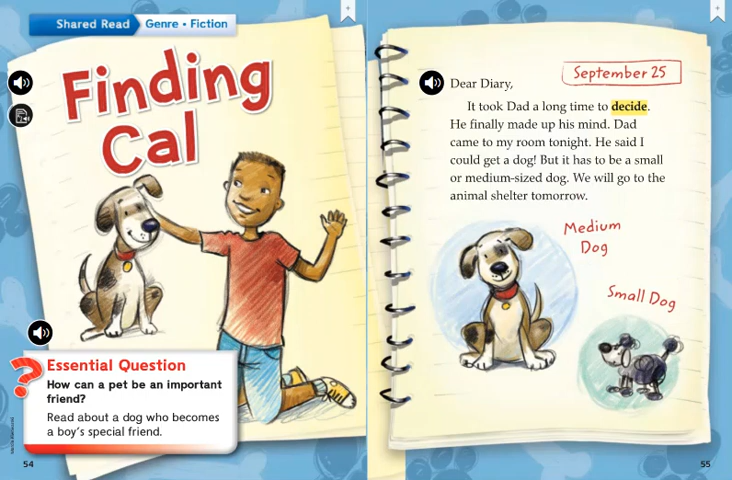 Shared Read
Genre • Fiction
Finding
Cal
Essential Question
How can a pet be an important
friend?
Read about a dog who becomes
a boy's special friend.
54
September 25
Dear Diary,
It took Dad a long time to decide.
He finally made up his mind. Dad
came to my room tonight. He said I
could get a dog! But it has to be a small
or medium-sized dog. We will go to the
animal shelter tomorrow.
Medium
Dog
Small Dog
55